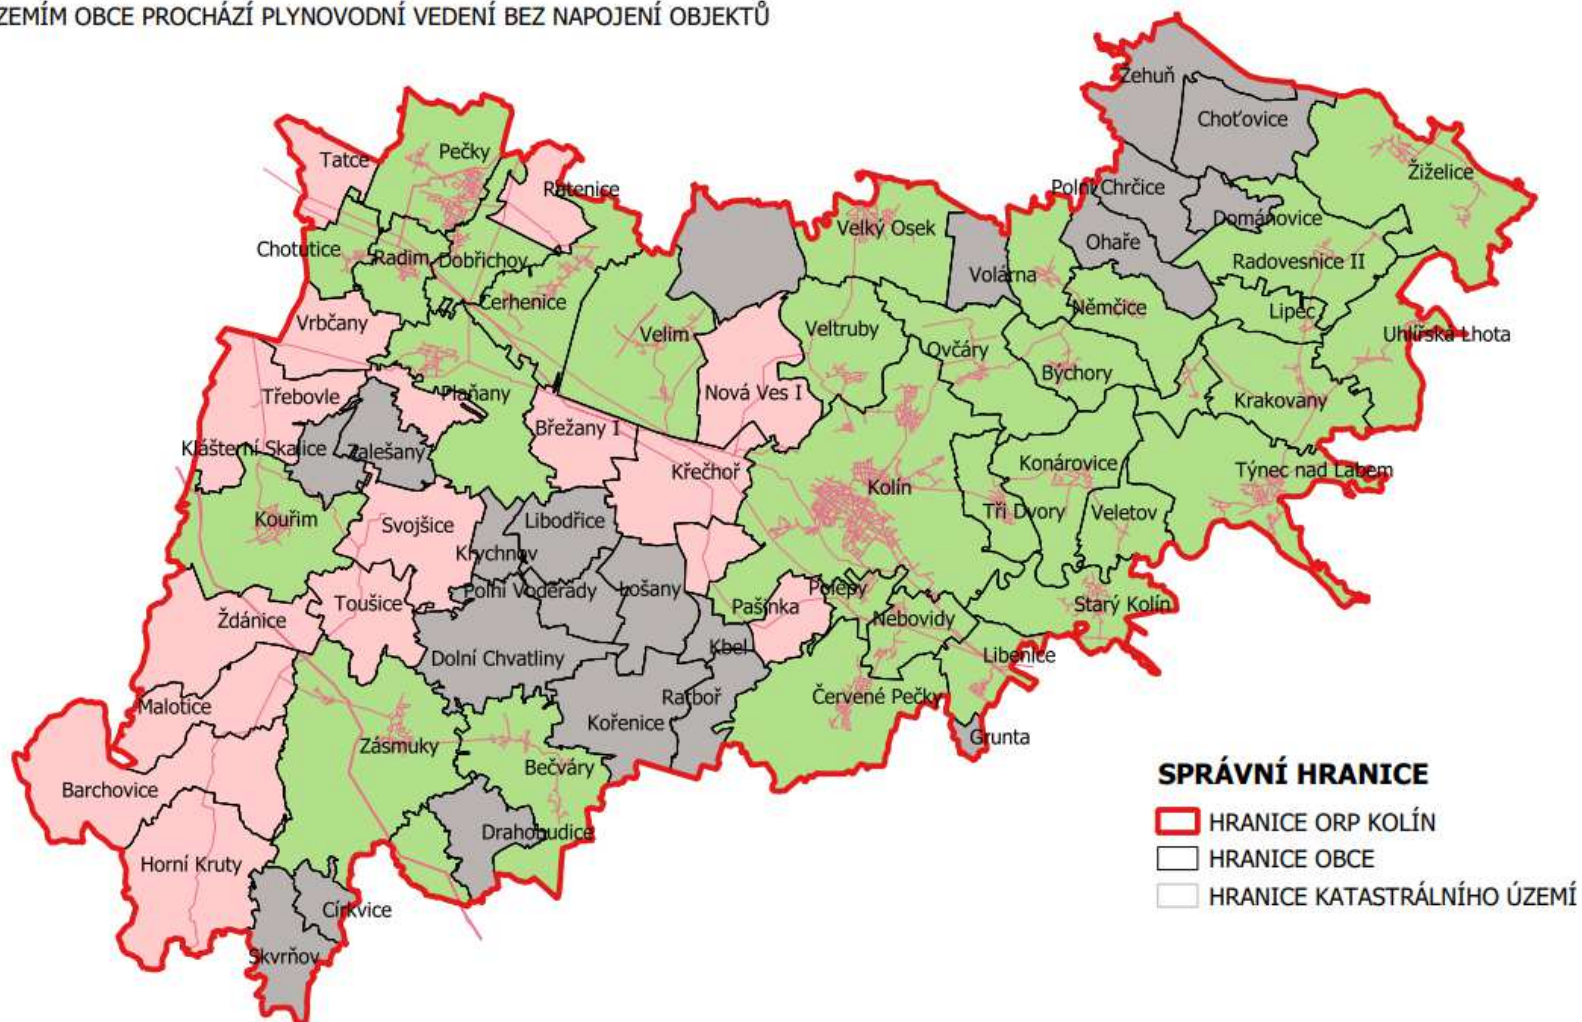 ZEMÍM OBCE PROCHÁZÍ PLYNOVODNÍ VEDENÍ BEZ NAPOJENÍ OBJEKTŮ
Žehuň
Choťovice
Tatce
Pečky
Žiželice
Ratenice
Polní Chrčice
Dománovice
Velký Osek
Ohaře
Chotutice
Radim
Dobřichov
Radovesnice II
Volárna
Cerhenice
Němčice
Lipec
Vrbčany
Velim
Veltruby
Uhlířská Lhota
Ovčáry
Býchory
Třebovle
Plaňany
Nová Ves I
Krakovany
Břežany I
Klášterní Skalice
Zalešany
Křečhoř
Konárovice
Týnec nad Labem
Kolín
Kouřim
Svojšice
Libodřice
Tři Dvory
Veletov
Krychnov
Polní Voděrady
Lošany
Polepy
Toušice
Pašinka
Starý Kolín
Ždánice
Nebovidy
Kbel
Dolní Chvatliny
Libenice
Malotice
Ratboř
Červené Pečky
Kořenice
Grunta
Zásmuky
Bečváry
Barchovice
Drahobudice
Horní Kruty
Církvice
Skvrňov
SPRÁVNÍ HRANICE
HRANICE ORP KOLÍN
HRANICE OBCE
HRANICE KATASTRÁLNÍHO ÚZEMÍ